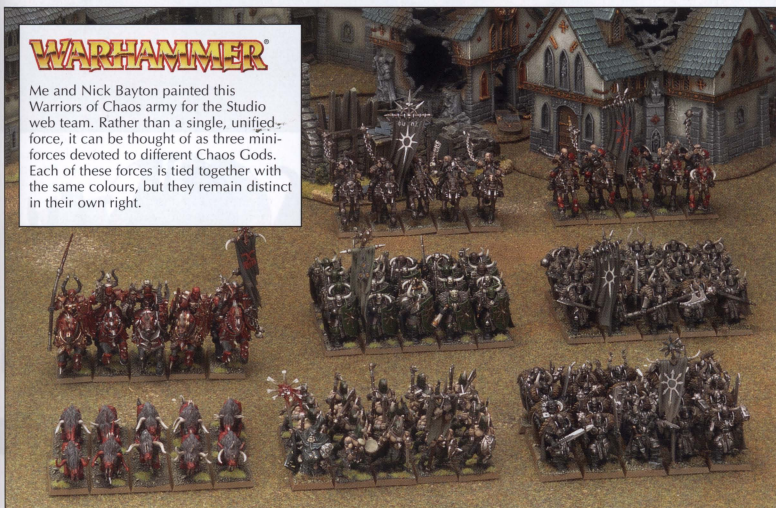 WARHAMMER®
Me and Nick Bayton painted this
Warriors of Chaos army for the Studio
web team. Rather than a single, unified
force, it can be thought of as three mini-
forces devoted to different Chaos Gods.
Each of these forces is tied together with
the same colours, but they remain distinct
in their own right.